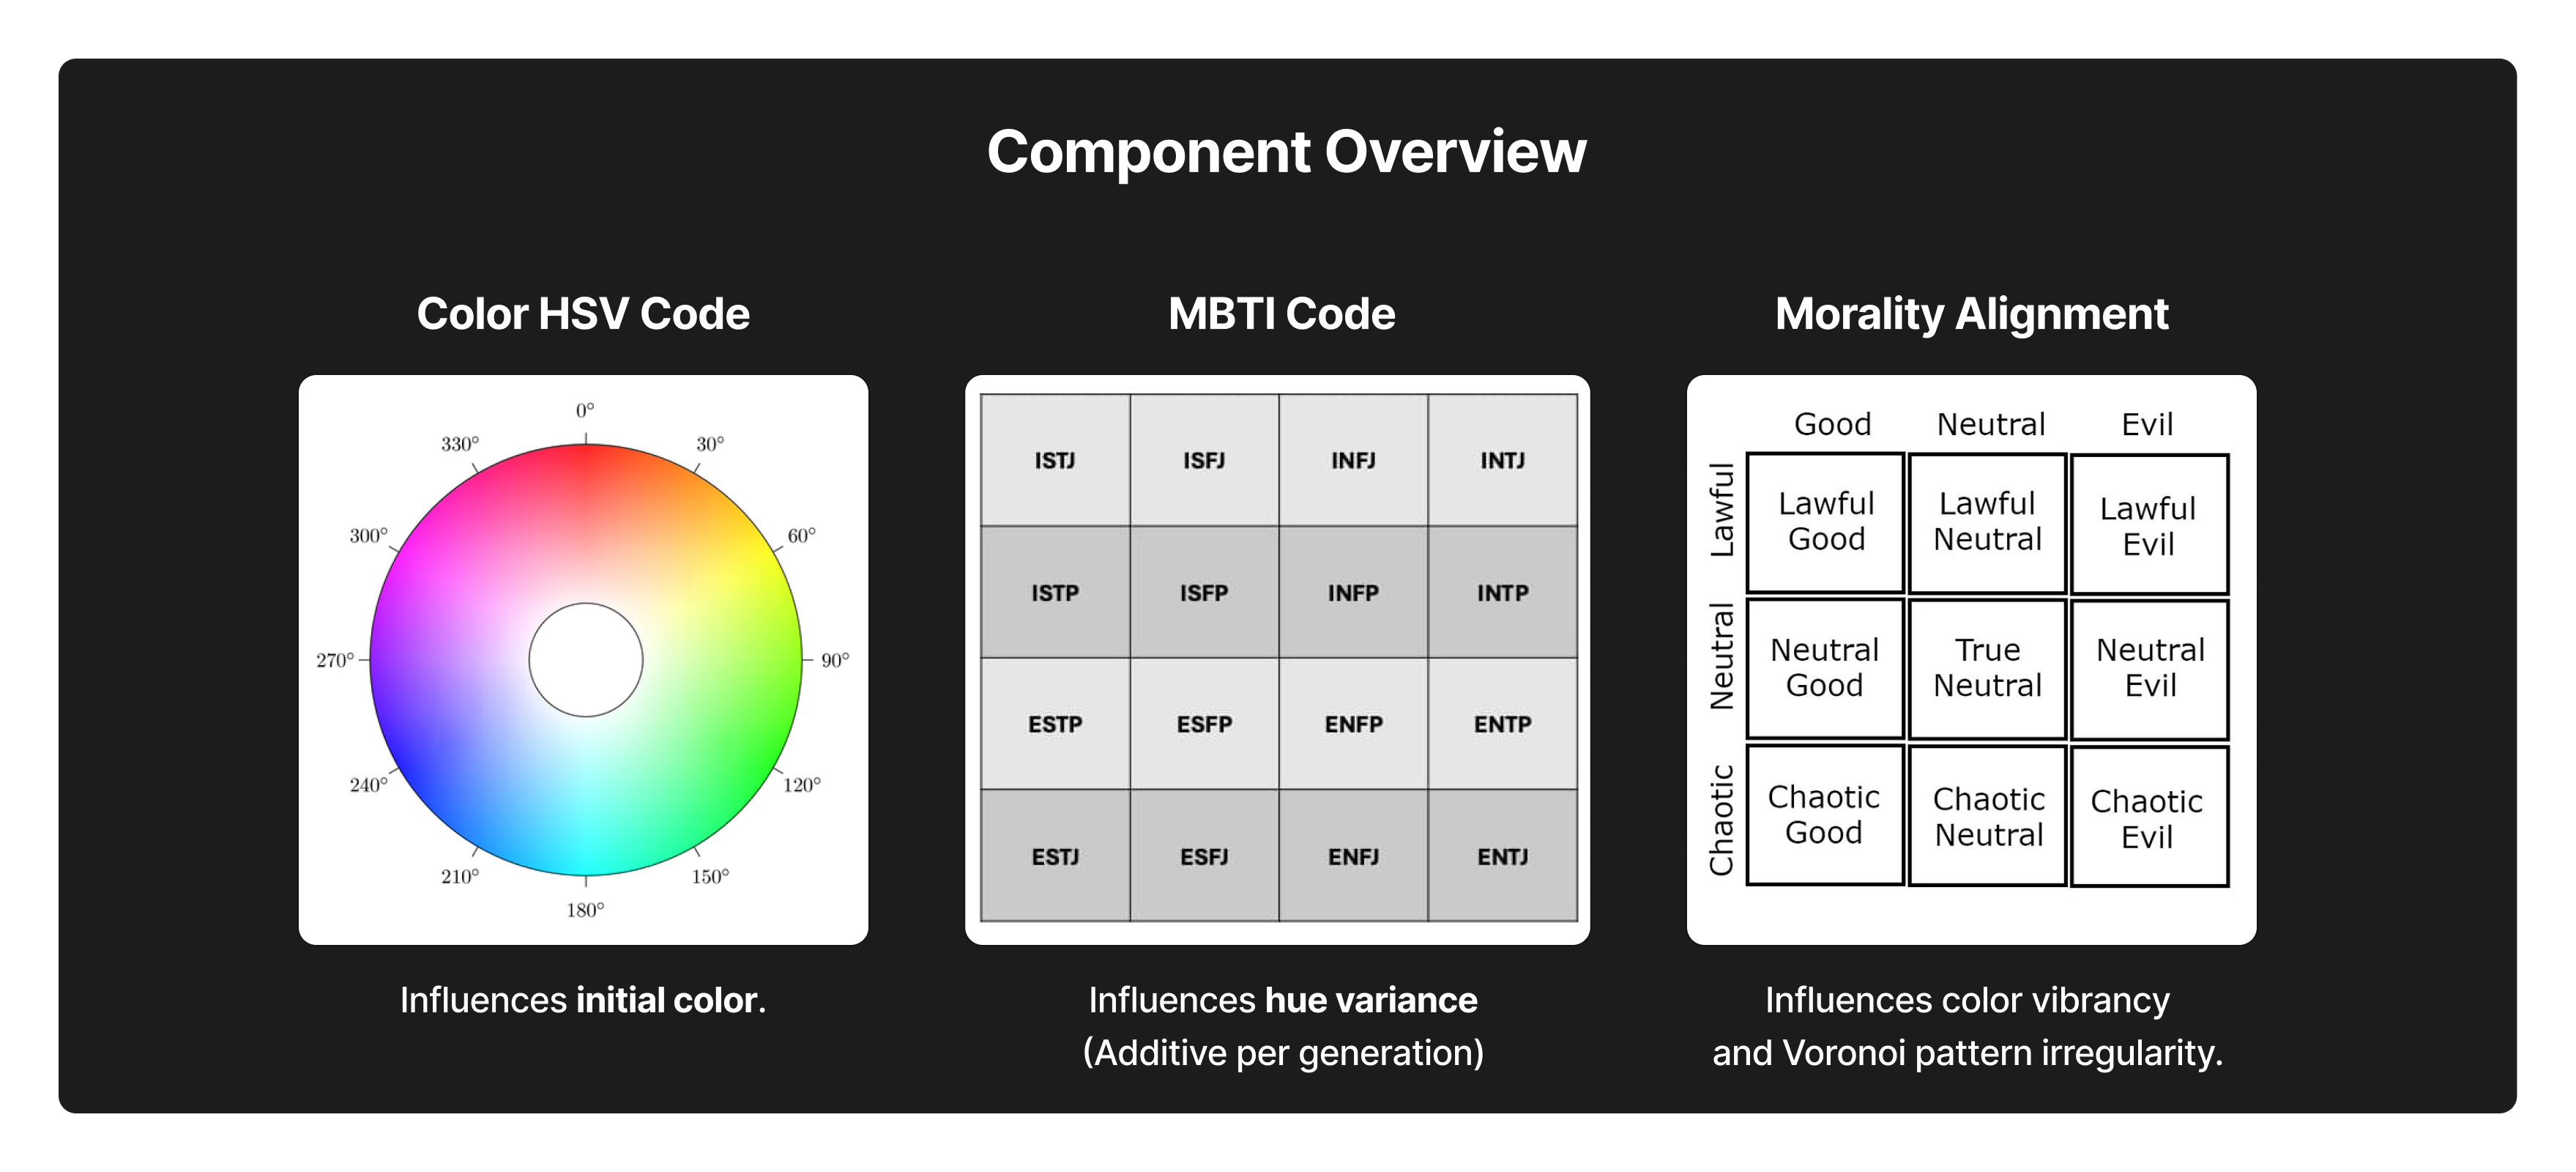 Component Overview
Color HSV Code
0°
330°
30°
300°
60°
270°
90°
240°
120°
210°
150°
180°
Influences initial color.
MBTI Code
ISTJ ISFJ INFJ INTJ
ISTP ISFP INFP INTP
ESTP ESFP ENFP ENTP
ESTJ ESFJ ENFJ ENTJ
Influences hue variance
(Additive per generation)
Morality Alignment
Good Neutral Evil
Lawful
Lawful
Good
Lawful
Neutral
Lawful
Evil
Neutral
Neutral
Good
True
Neutral
Neutral
Evil
Chaotic
Chaotic
Good
Chaotic
Neutral
Chaotic
Evil
Influences color vibrancy
and Voronoi pattern irregularity.